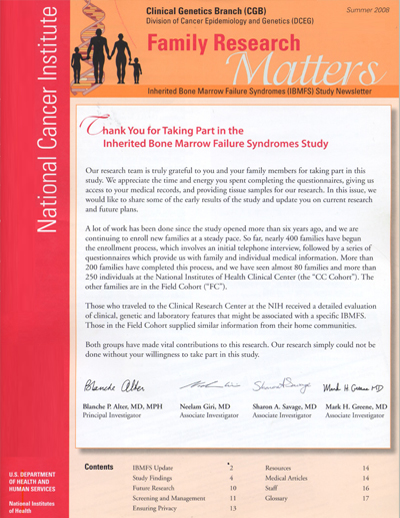 Clinical Genetics Branch (CGB)
Summer 2008
Division of Cancer Epidemiology and Genetics (DCEG)
Family Research
Matters
Inherited Bone Marrow Failure Syndromes (IBMFS) Study Newsletter
National Cancer Institute
Thank You for Taking Part in the
Inherited Bone Marrow Failure Syndromes Study
Our research team is truly grateful to you and your family members for taking part in this
study. We appreciate the time and energy you spent completing the questionnaires, giving us
access to your medical records, and providing tissue samples for our research. In this issue, we
would like to share some of the early results of the study and update you on current research
and future plans.
A lot of work has been done since the study opened more than six years ago, and we are
continuing to enroll new families at a steady pace. So far, nearly 400 families have begun
the enrollment process, which involves an initial telephone interview, followed by a series of
questionnaires which provide us with family and individual medical information. More than
200 families have completed this process, and we have seen almost 80 families and more than
250 individuals at the National Institutes of Health Clinical Center (the “CC Cohort”). The
other families are in the Field Cohort (“FC”).
Those who traveled to the Clinical Research Center at the NIH received a detailed evaluation
of clinical, genetic and laboratory features that might be associated with a specific IBMFS.
Those in the Field Cohort supplied similar information from their home communities.
Both groups have made vital contributions to this research. Our research simply could not be
done without your willingness to take part in this study.
Blanche Alter
Neelam Giri
Sharon A Savage
Mark H Greene MD
Blanche P. Alter, MD, MPH
Principal Investigator
Neelam Giri, MD
Associate Investigator
Sharon A. Savage, MD
Associate Investigator
Mark H. Greene, MD
Associate Investigator
Contents
IBMFS Update 2
Study Findings 4
Future Research 10
Screening and Management 11
Ensuring Privacy 13
Resources 14
Medical Articles 14
Staff 16
Glossary 17
U.S. DEPARTMENT
OF HEALTH AND
HUMAN SERVICES
National Institutes
of Health